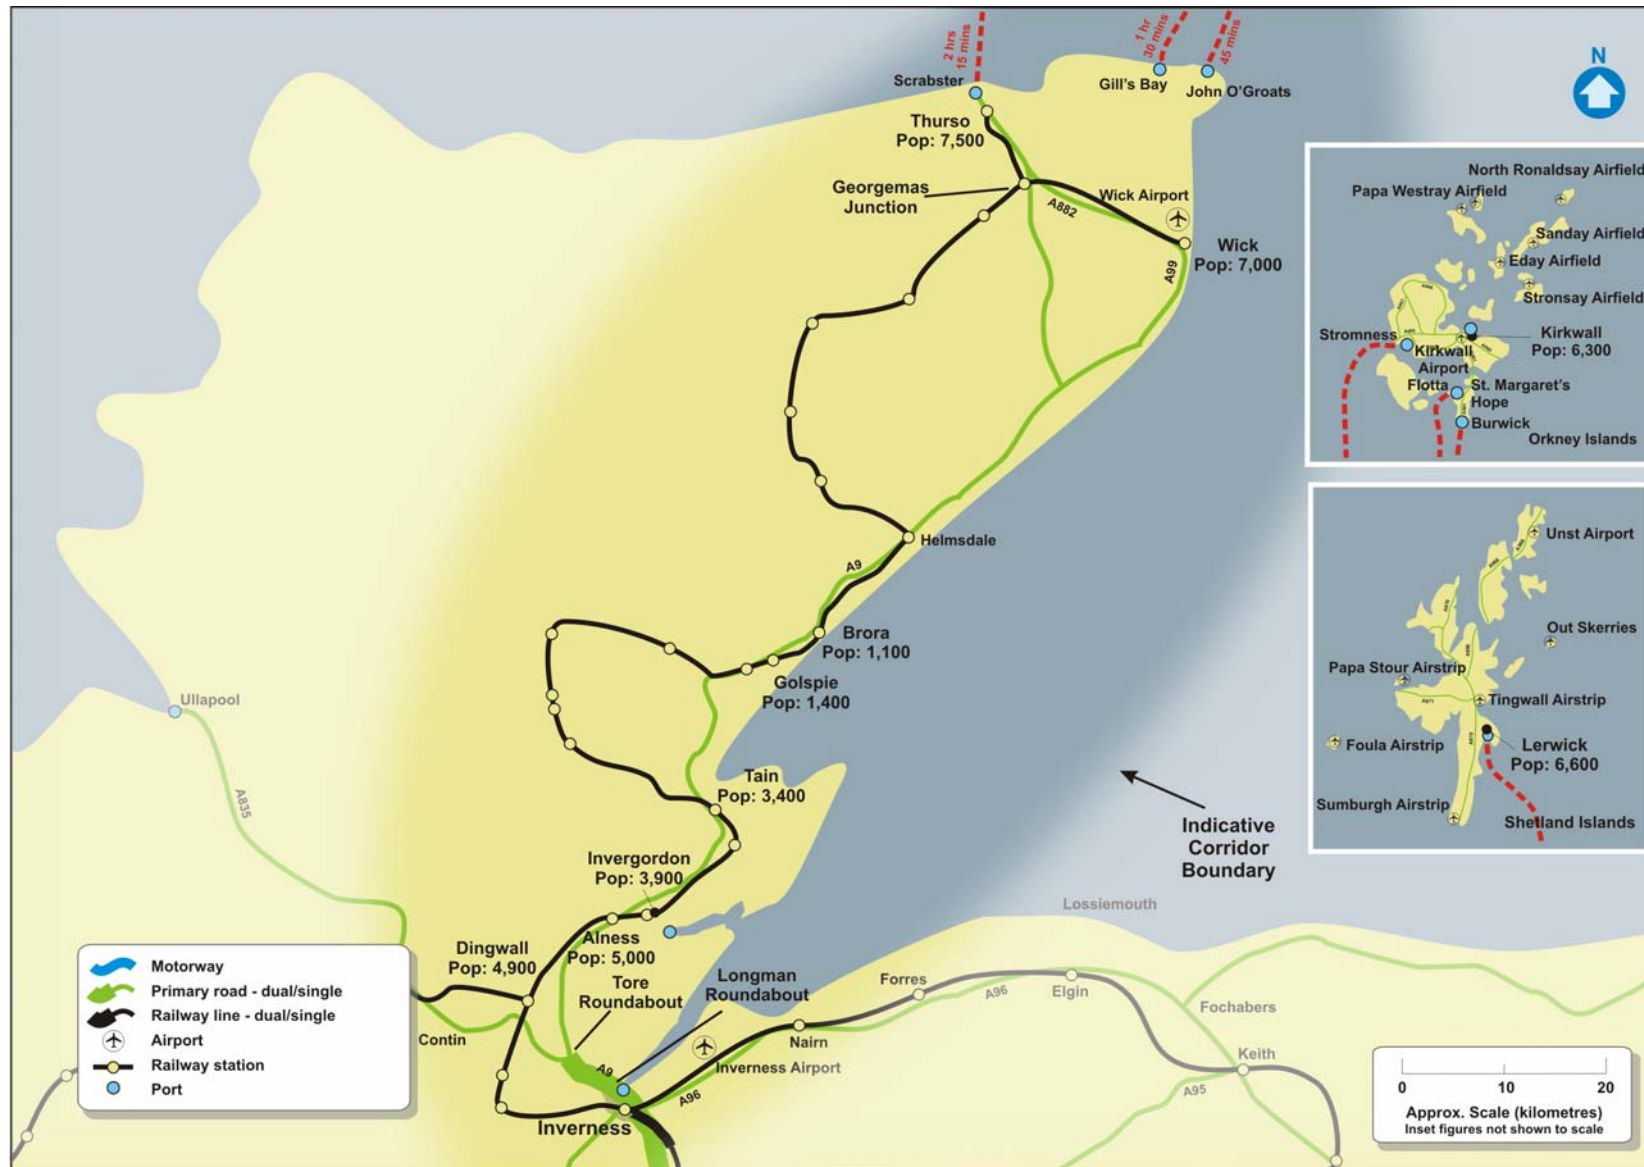 2 hrs
15 mins
1 hr
30 mins
45 mins
N
Scrabster
Gill's Bay
John O'Groats
Thurso
Pop: 7,500
Georgemas
Junction
Wick Airport
A882
Wick
Pop: 7,000
A99
North Ronaldsay Airfield
Papa Westray Airfield
Sanday Airfield
Eday Airfield
Stronsay Airfield
Stromness
Kirkwall
Pop: 6,300
Kirkwall
Airport
Flotta
St. Margaret's
Hope
Burwick
Orkney Islands
Helmsdale
A9
Brora
Pop: 1,100
Golspie
Pop: 1,400
Ullapool
A835
Unst Airport
Out Skerries
Papa Stour Airstrip
Tingwall Airstrip
A971
A970
A970
A968
Foula Airstrip
Lerwick
Pop: 6,600
Sumburgh Airstrip
Shetland Islands
Tain
Pop: 3,400
Indicative
Corridor
Boundary
Invergordon
Pop: 3,900
Alness
Pop: 5,000
Dingwall
Pop: 4,900
Tore
Roundabout
Longman
Roundabout
Lossiemouth
Forres
A96
Elgin
Fochabers
Contin
Nairn
Inverness Airport
Keith
A9
A96
A95
Inverness
Motorway
Primary road - dual/single
Railway line - dual/single
Airport
Railway station
Port
0 10 20
Approx. Scale (kilometres)
Inset figures not shown to scale